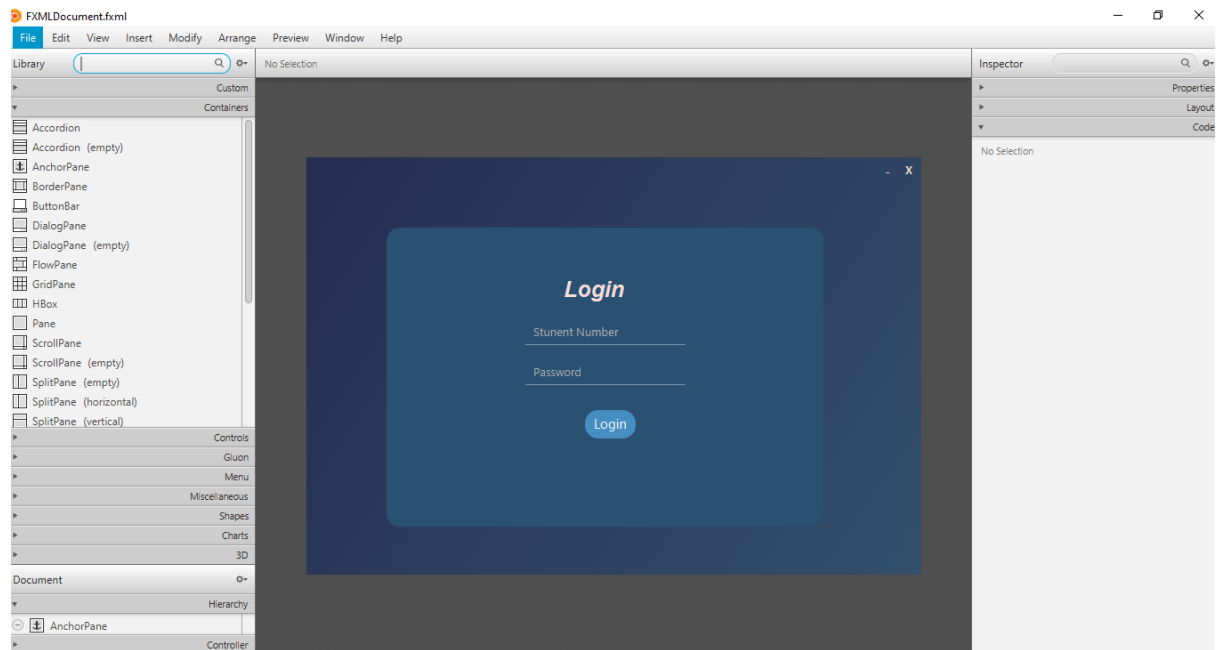 FXMLDocument.fxml
File Edit View Insert Modify Arrange Preview Window Help
Library
No Selection
Inspector
Custom
Containers
Accordion
Accordion (empty)
AnchorPane
BorderPane
ButtonBar
DialogPane
DialogPane (empty)
FlowPane
GridPane
HBox
Pane
ScrollPane
ScrollPane (empty)
SplitPane (empty)
SplitPane (horizontal)
SplitPane (vertical)
Controls
Gluon
Menu
Miscellaneous
Shapes
Charts
3D
Document
Hierarchy
AnchorPane
Controller
- X
Login
Stunent Number
Password
Login
Properties
Layout
Code
No Selection